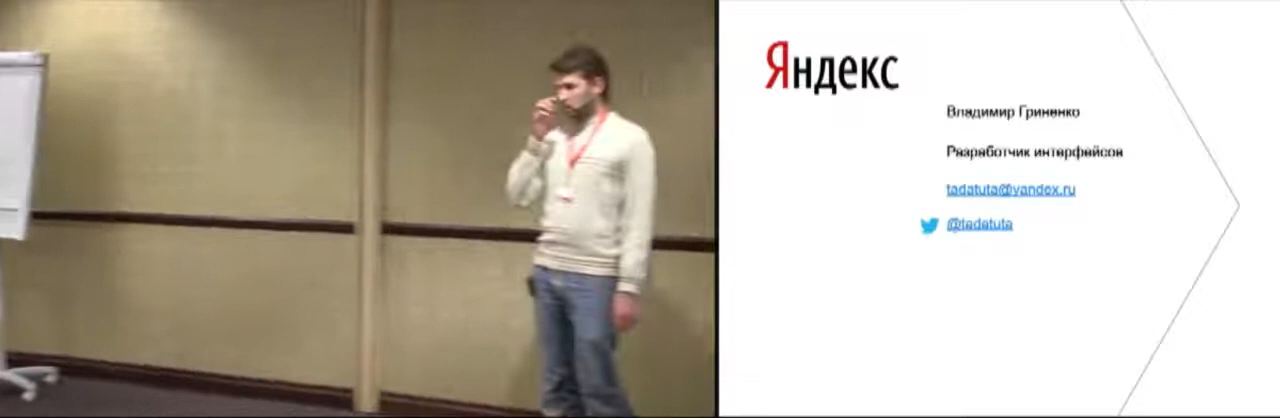 Яндекс
Владимир Гриненко
Разработчик интерфейсов
tadatuta@yandex.ru
@tadatuta